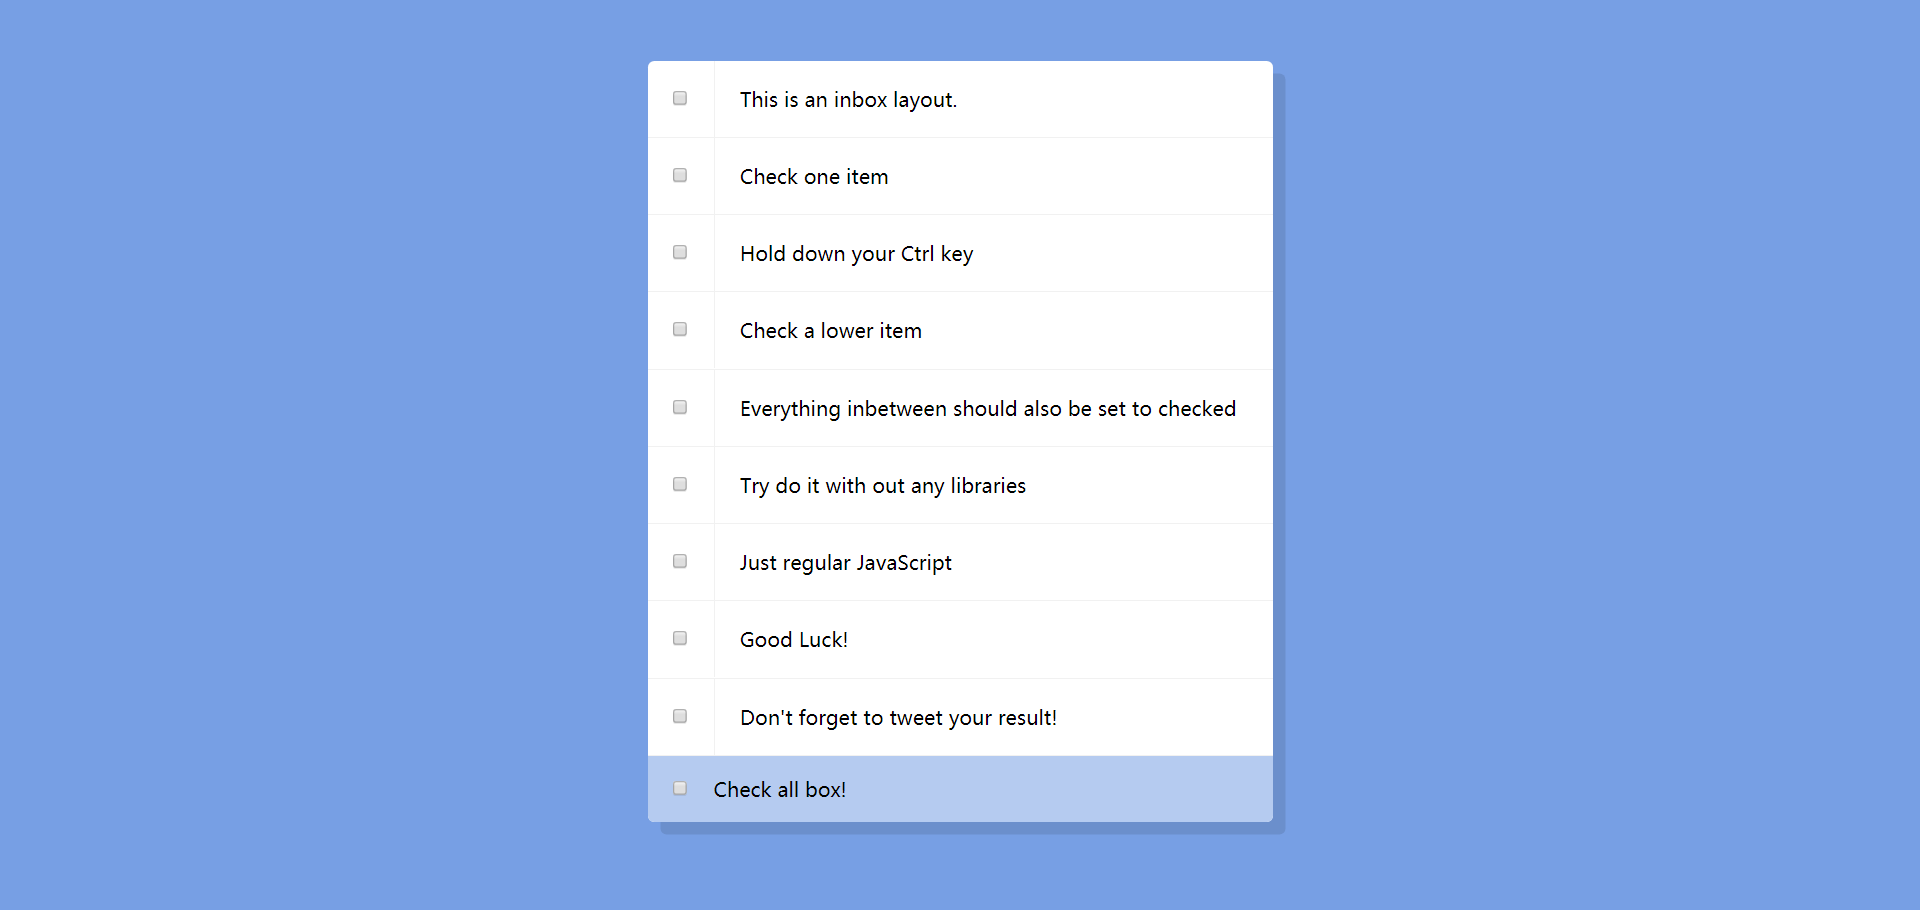 This is an inbox layout.
Check one item
Hold down your Ctrl key
Check a lower item
Everything inbetween should also be set to checked
Try do it with out any libraries
Just regular JavaScript
Good Luck!
Don't forget to tweet your result!
Check all box!